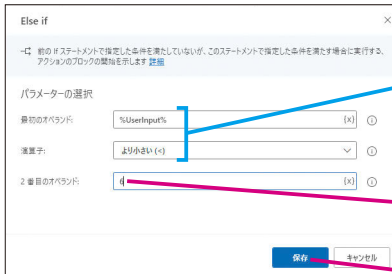 Else if
前の If ステートメントで指定した条件を満たしていないが、このステートメントで指定した条件を満たす場合に実行する、
アクションのブロックの開始を示します 詳細
パラメーターの選択
最初のオペランド: %UserInput% {x}
演算子: より小さい (<)
2 番目のオペランド: 6 {x}
保存 キャンセル